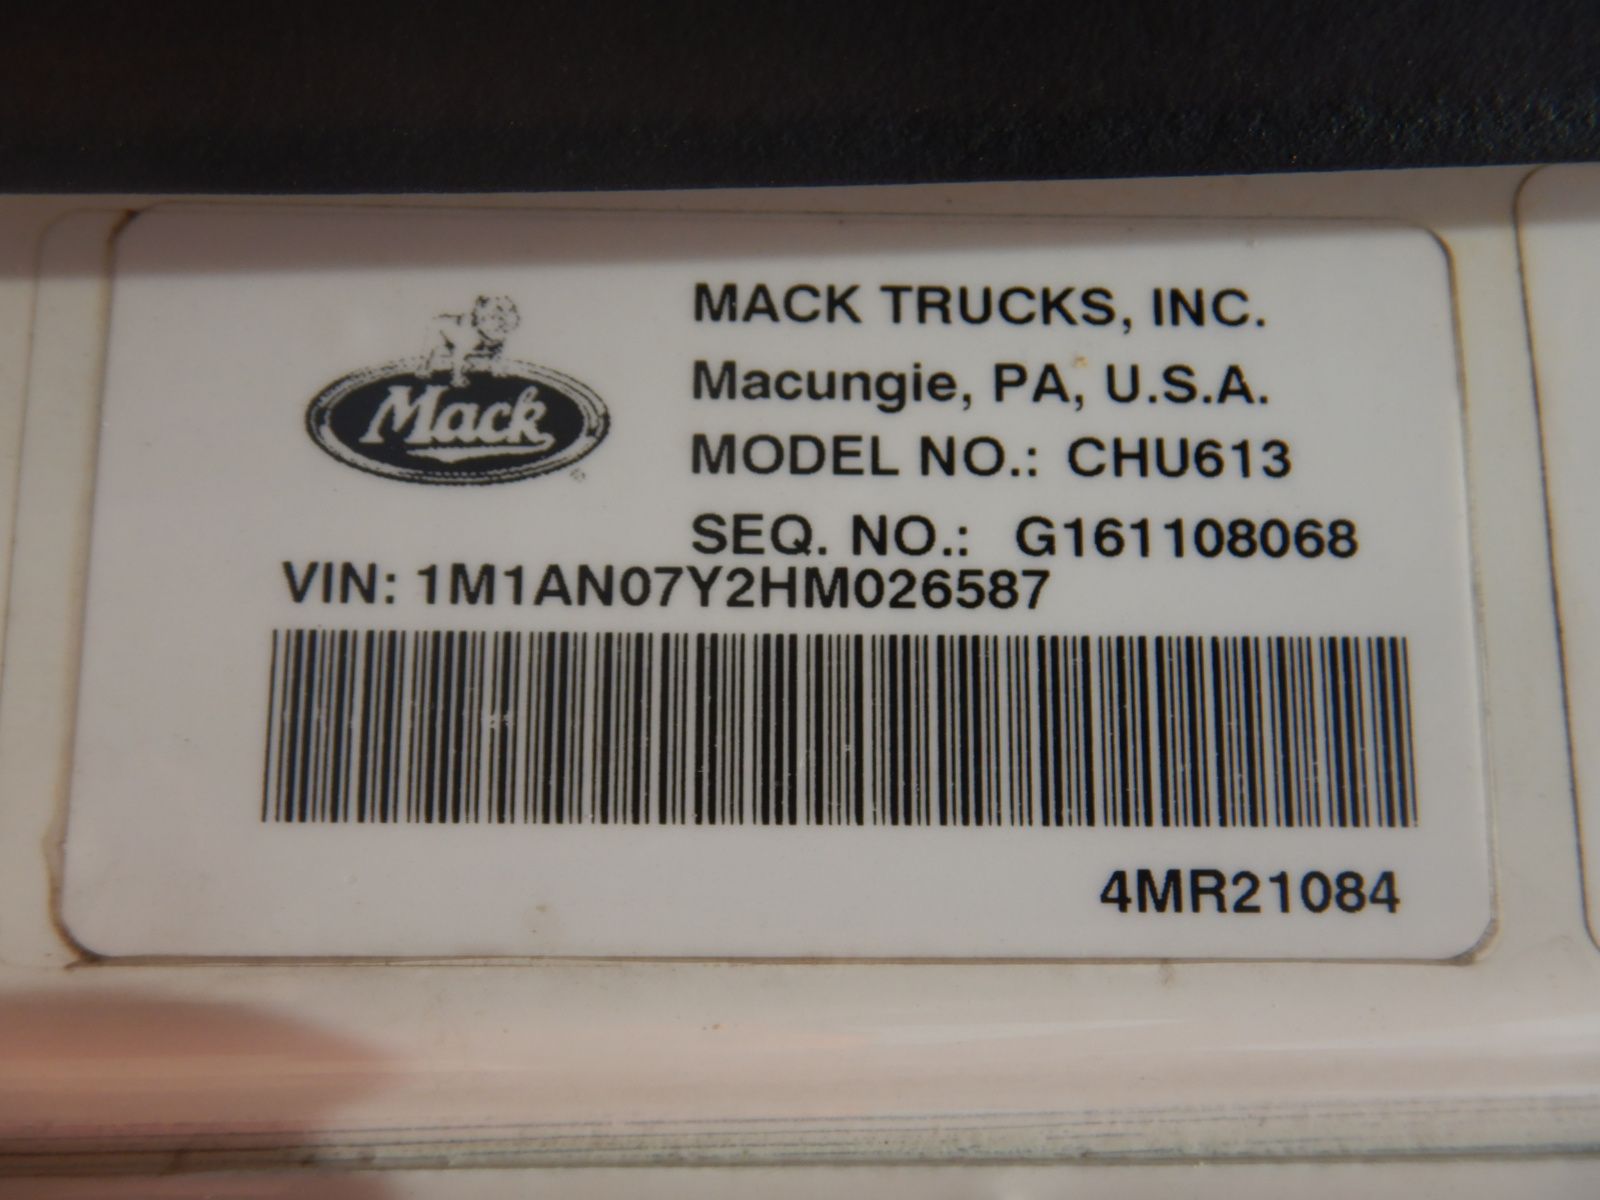 MACK TRUCKS, INC.
Mack
®
Macungie, PA, U.S.A.
MODEL NO.: CHU613
SEQ. NO.: G161108068
VIN: 1M1AN07Y2HM026587
4MR21084